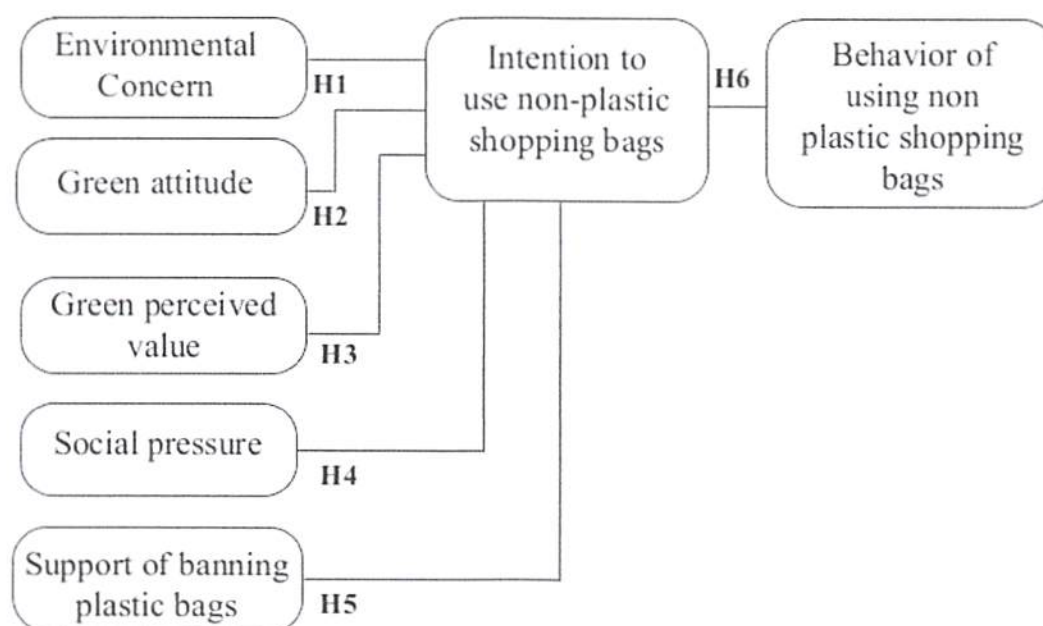 Environmental
Concern
H1
Green attitude
H2
Green perceived
value
H3
Social pressure
H4
Support of banning
plastic bags
H5
Intention to
use non-plastic
shopping bags
H6
Behavior of
using non
plastic shopping
bags